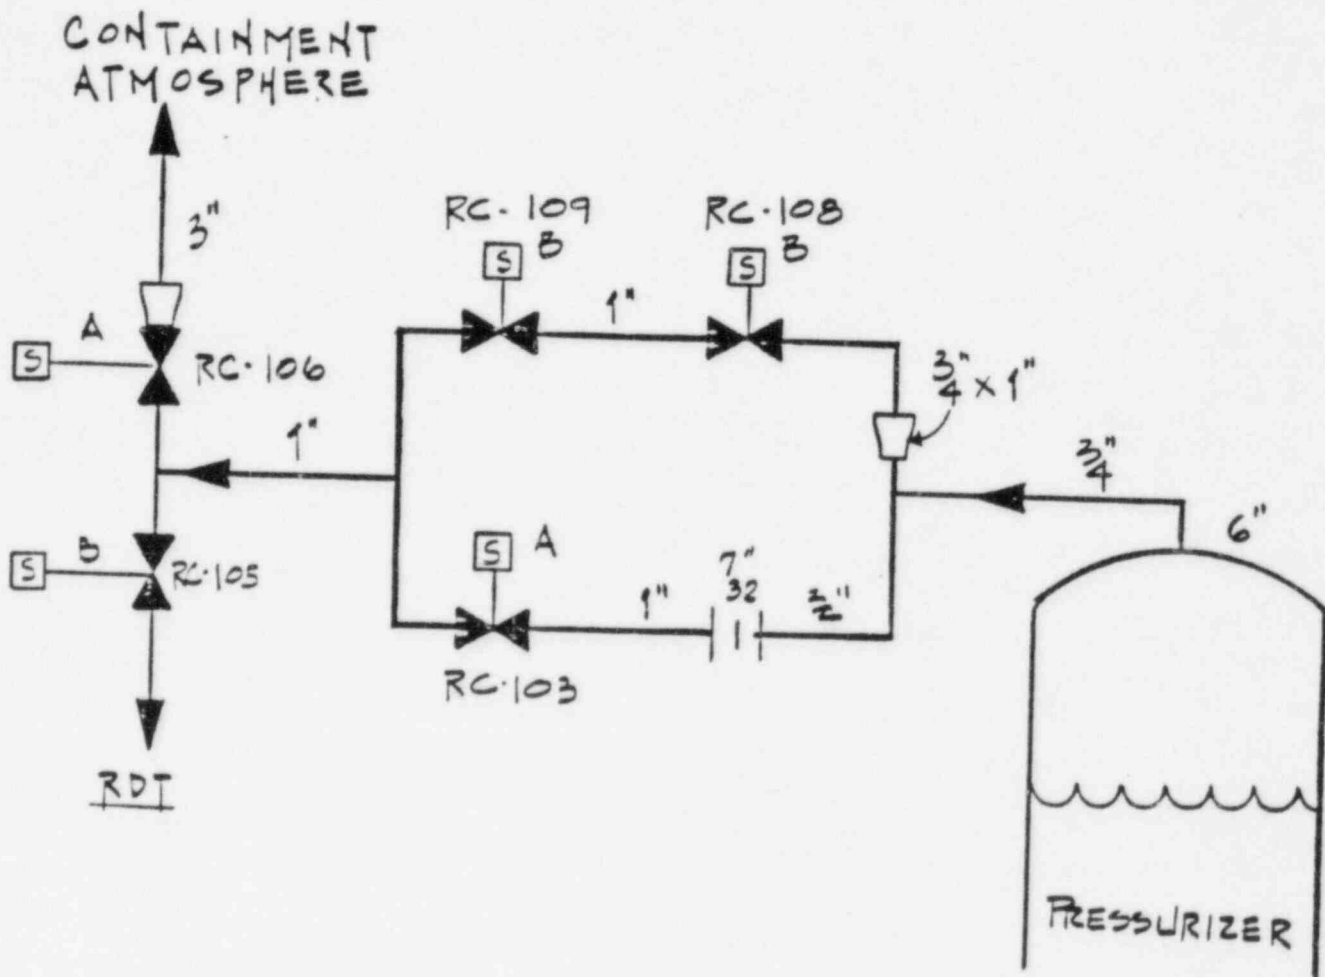 CONTAINMENT
ATMOSPHERE
3"
RC-109
B
S
RC-108
B
S
1"
A
S
RC-106
3/4 x 1"
1"
3/4"
6"
B
S
RC-105
S
A
7"
32
1"
RC-103
RDT
PRESSURIZER